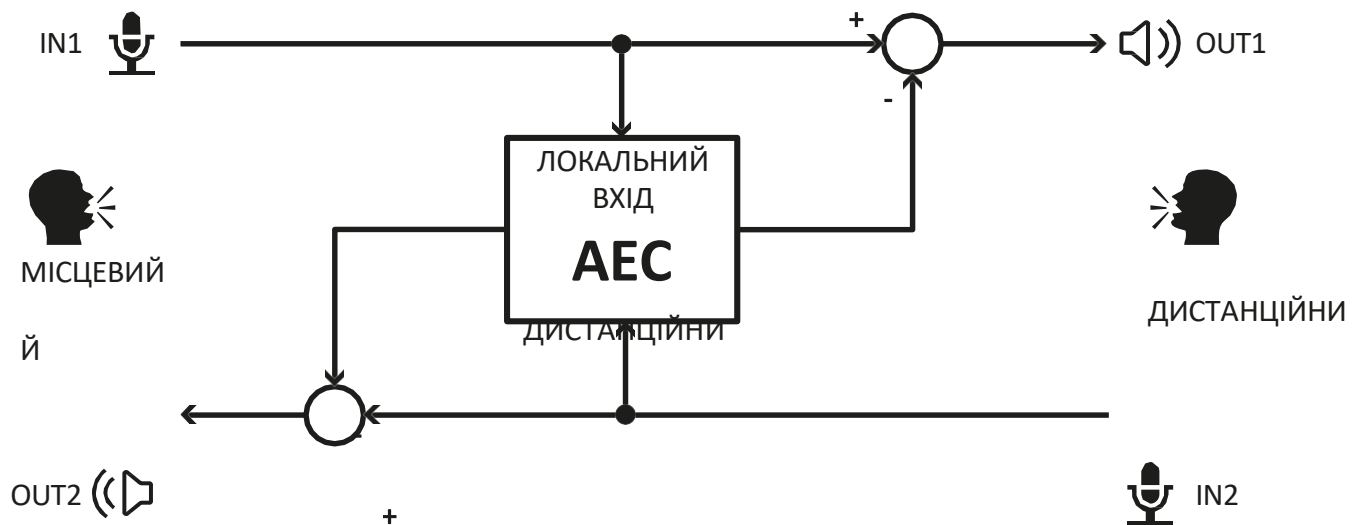 +
IN1
OUT1
-
ЛОКАЛЬНИЙ
ВХІД
AEC
МІСЦЕВИЙ
ДИСТАНЦІЙНИ
ДИСТАНЦІЙНИ
Й
-
OUT2
IN2
+